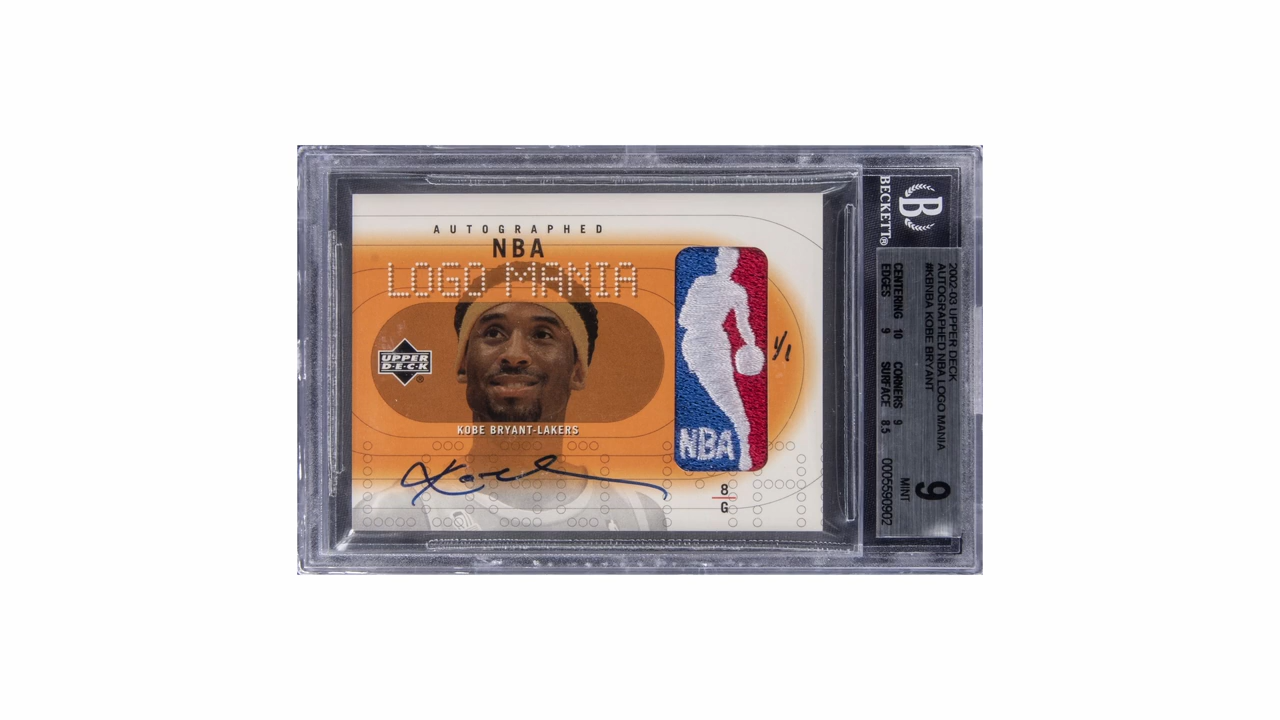 AUTOGRAPHED
NBA
LOGO MANIA
UPPER
D·E·C·K
®
KOBE BRYANT-LAKERS
Kobe
NBA
1/1
8
G
B
BECKETT®
2002-03 UPPER DECK
AUTOGRAPHED NBA LOGO MANIA
#KBNBA KOBE BRYANT
CENTERING 10 CORNERS 9
EDGES 9 SURFACE 8.5
9
MINT
0005590902